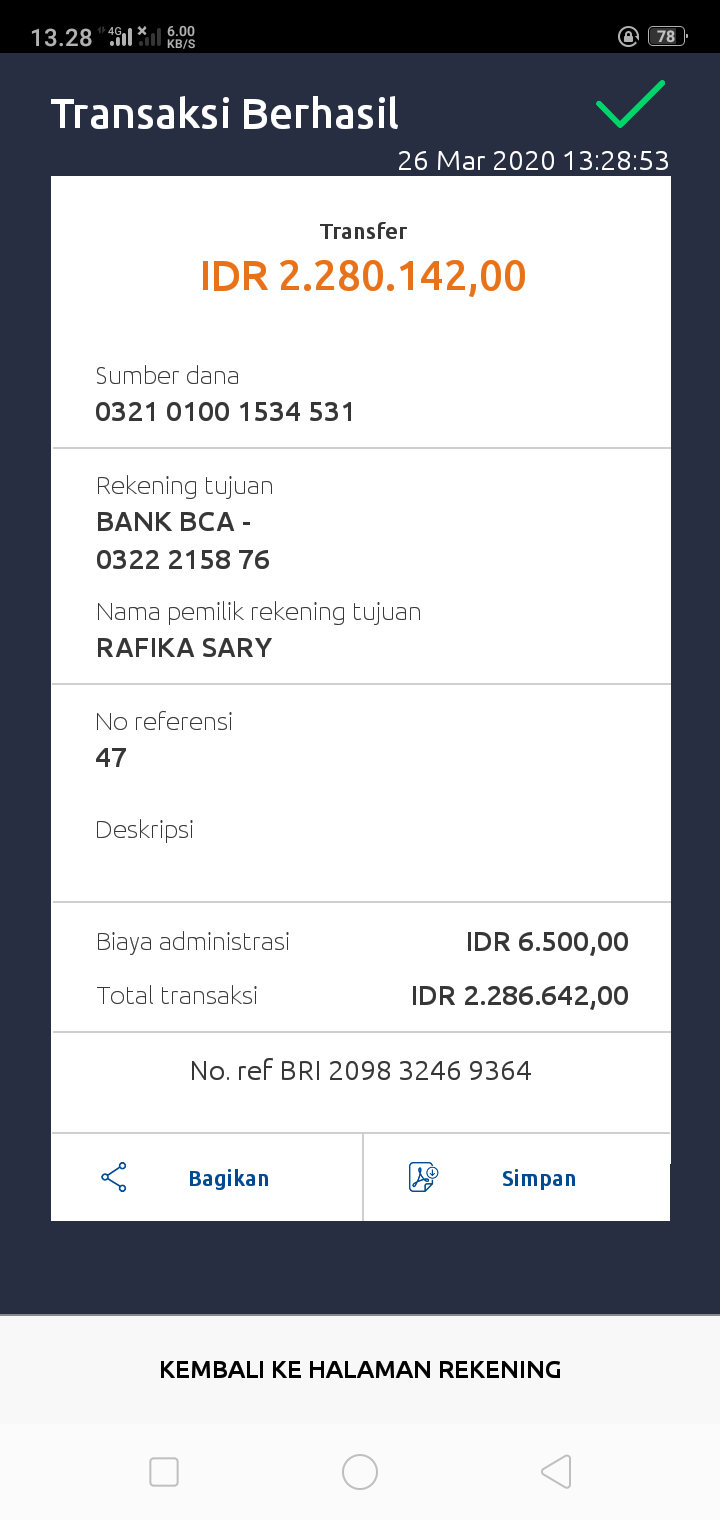 13.28 4G 6.00 KB/S 78
Transaksi Berhasil
26 Mar 2020 13:28:53
Transfer
IDR 2.280.142,00
Sumber dana
0321 0100 1534 531
Rekening tujuan
BANK BCA -
0322 2158 76
Nama pemilik rekening tujuan
RAFIKA SARY
No referensi
47
Deskripsi
Biaya administrasi IDR 6.500,00
Total transaksi IDR 2.286.642,00
No. ref BRI 2098 3246 9364
Bagikan Simpan
KEMBALI KE HALAMAN REKENING